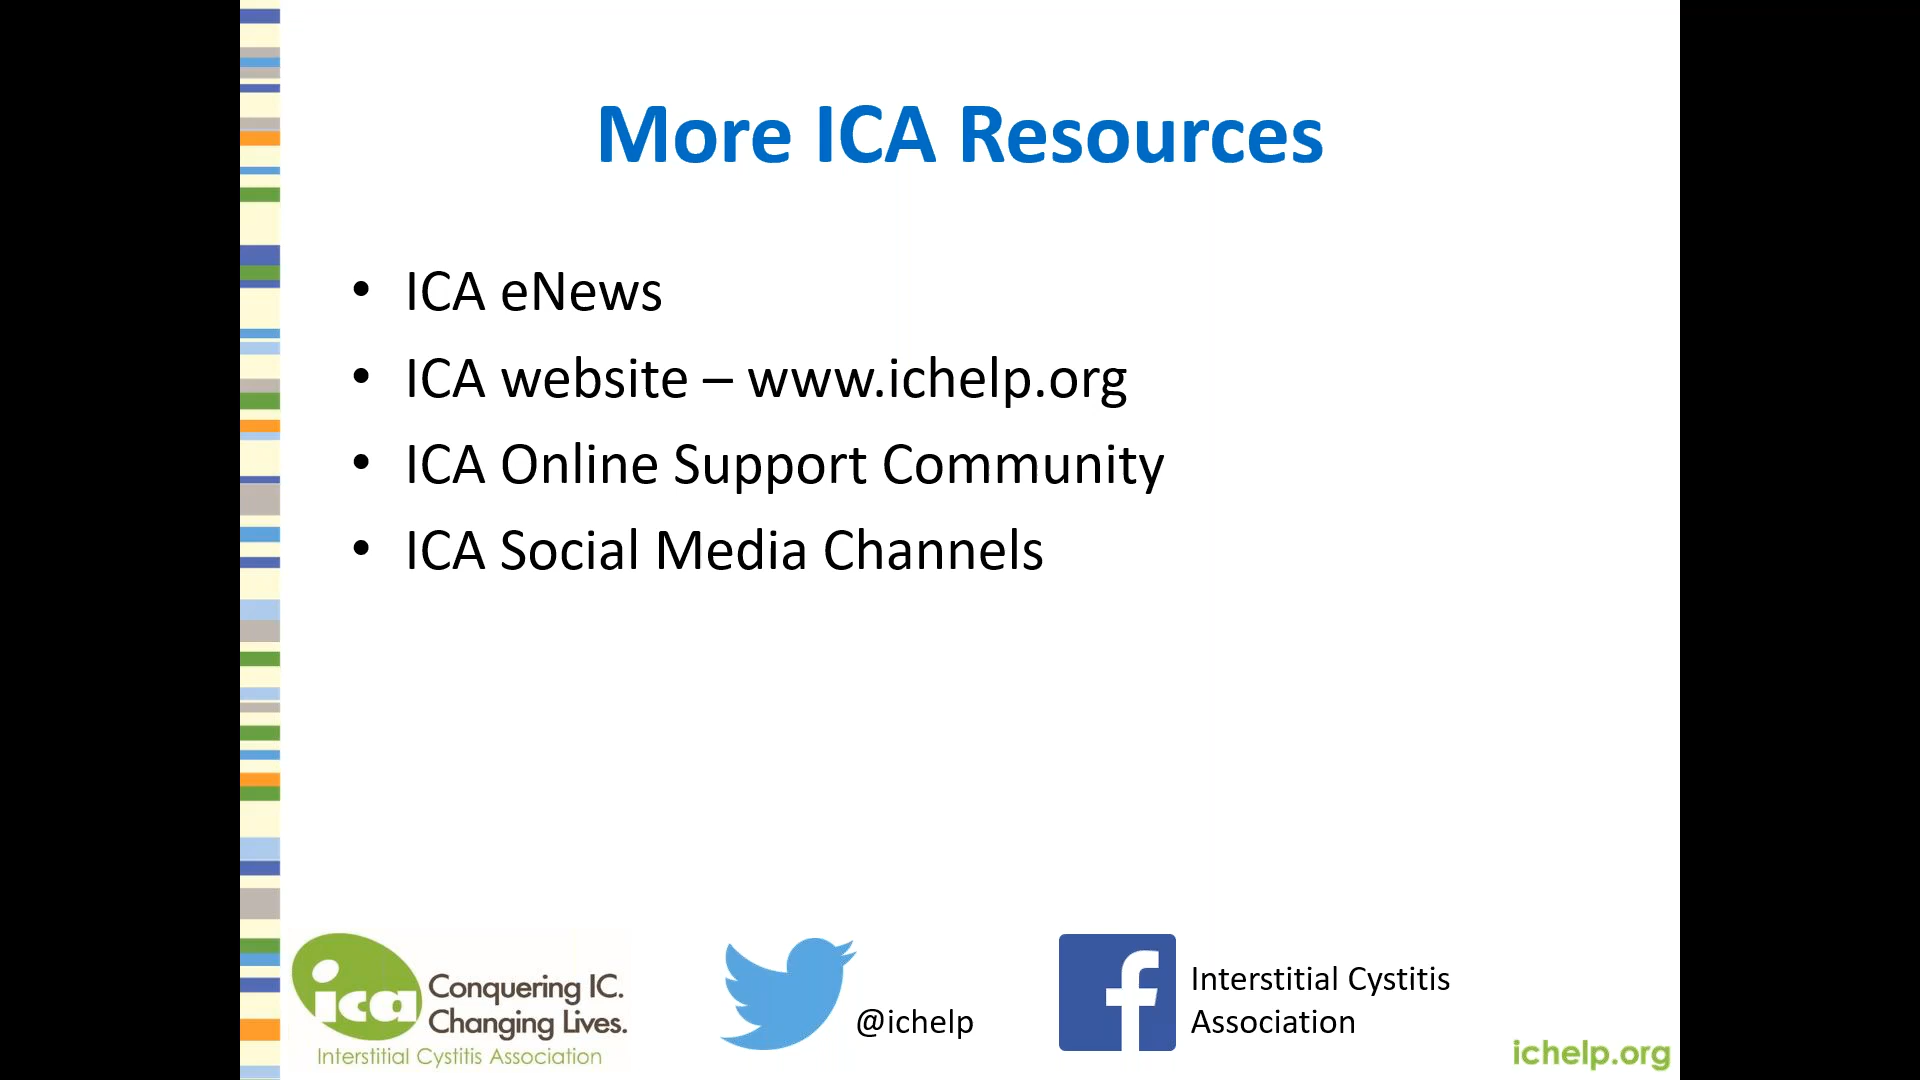 More ICA Resources
• ICA eNews
• ICA website – www.ichelp.org
• ICA Online Support Community
• ICA Social Media Channels
ica
Conquering IC.
Changing Lives.
Interstitial Cystitis Association
@ichelp
Interstitial Cystitis
Association
ichelp.org